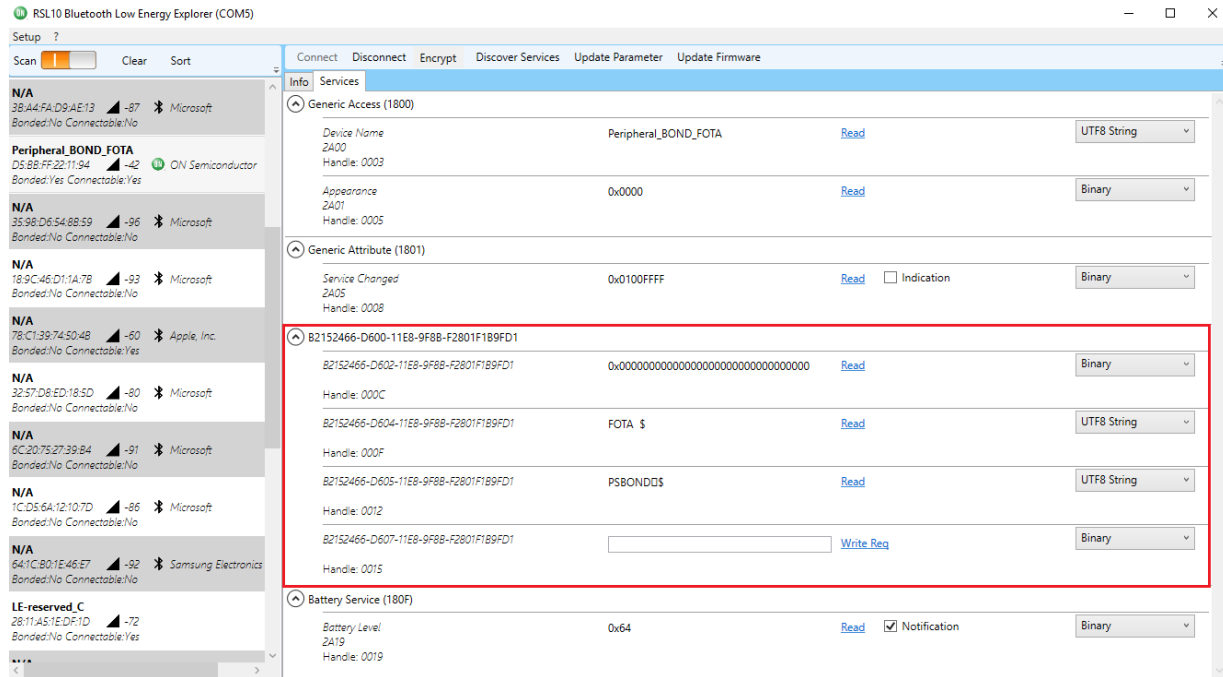 RSL10 Bluetooth Low Energy Explorer (COM5)
Setup ?
Scan Clear Sort
Connect Disconnect Encrypt Discover Services Update Parameter Update Firmware
N/A
3B:A4:FA:D9:AE:13 -87 Microsoft
Bonded:No Connectable:No
Peripheral_BOND_FOTA
D5:BB:FF:22:11:94 -42 ON ON Semiconductor
Bonded:Yes Connectable:Yes
N/A
35:98:D6:54:8B:59 -96 Microsoft
Bonded:No Connectable:No
N/A
18:9C:46:D1:1A:7B -93 Microsoft
Bonded:No Connectable:No
N/A
78:C1:39:74:50:4B -60 Apple, Inc.
Bonded:No Connectable:Yes
N/A
32:57:D8:ED:18:5D -80 Microsoft
Bonded:No Connectable:No
N/A
6C:20:75:27:39:B4 -91 Microsoft
Bonded:No Connectable:No
N/A
1C:D5:6A:12:10:7D -86 Microsoft
Bonded:No Connectable:No
N/A
64:1C:B0:1E:46:E7 -92 Samsung Electronics
Bonded:No Connectable:No
LE-reserved_C
28:11:A5:1E:DF:1D -72
Bonded:No Connectable:Yes
Info Services
Generic Access (1800)
Device Name Peripheral_BOND_FOTA Read UTF8 String
2A00
Handle: 0003
Appearance 0x0000 Read Binary
2A01
Handle: 0005
Generic Attribute (1801)
Service Changed 0x0100FFFF Read Indication Binary
2A05
Handle: 0008
B2152466-D600-11E8-9F8B-F2801F1B9FD1
B2152466-D602-11E8-9F8B-F2801F1B9FD1 0x00000000000000000000000000000000 Read Binary
Handle: 000C
B2152466-D604-11E8-9F8B-F2801F1B9FD1 FOTA $ Read UTF8 String
Handle: 000F
B2152466-D605-11E8-9F8B-F2801F1B9FD1 PSBOND▯$ Read UTF8 String
Handle: 0012
B2152466-D607-11E8-9F8B-F2801F1B9FD1 Write Req Binary
Handle: 0015
Battery Service (180F)
Battery Level 0x64 Read Notification Binary
2A19
Handle: 0019